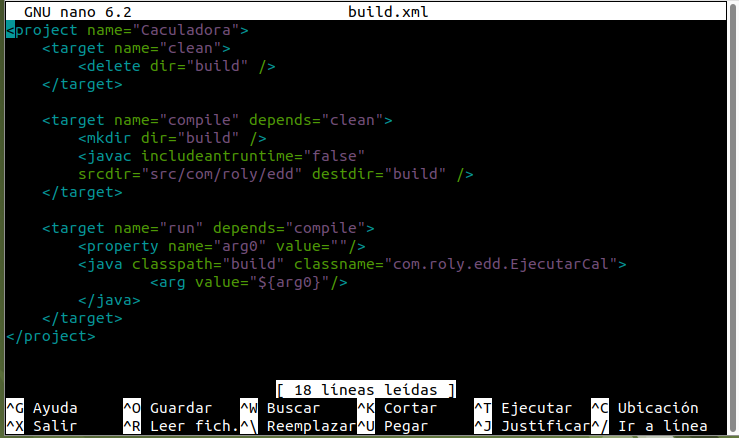 GNU nano 6.2 build.xml
<project name="Caculadora">
    <target name="clean">
        <delete dir="build" />
    </target>

    <target name="compile" depends="clean">
        <mkdir dir="build" />
        <javac includeantruntime="false"
        srcdir="src/com/roly/edd" destdir="build" />
    </target>

    <target name="run" depends="compile">
        <property name="arg0" value=""/>
        <java classpath="build" classname="com.roly.edd.EjecutarCal">
                <arg value="${arg0}"/>
        </java>
    </target>
</project>
[ 18 líneas leídas ]
^G Ayuda ^O Guardar ^W Buscar ^K Cortar ^T Ejecutar ^C Ubicación
^X Salir ^R Leer fich. ^\ Reemplazar ^U Pegar ^J Justificar ^/ Ir a línea